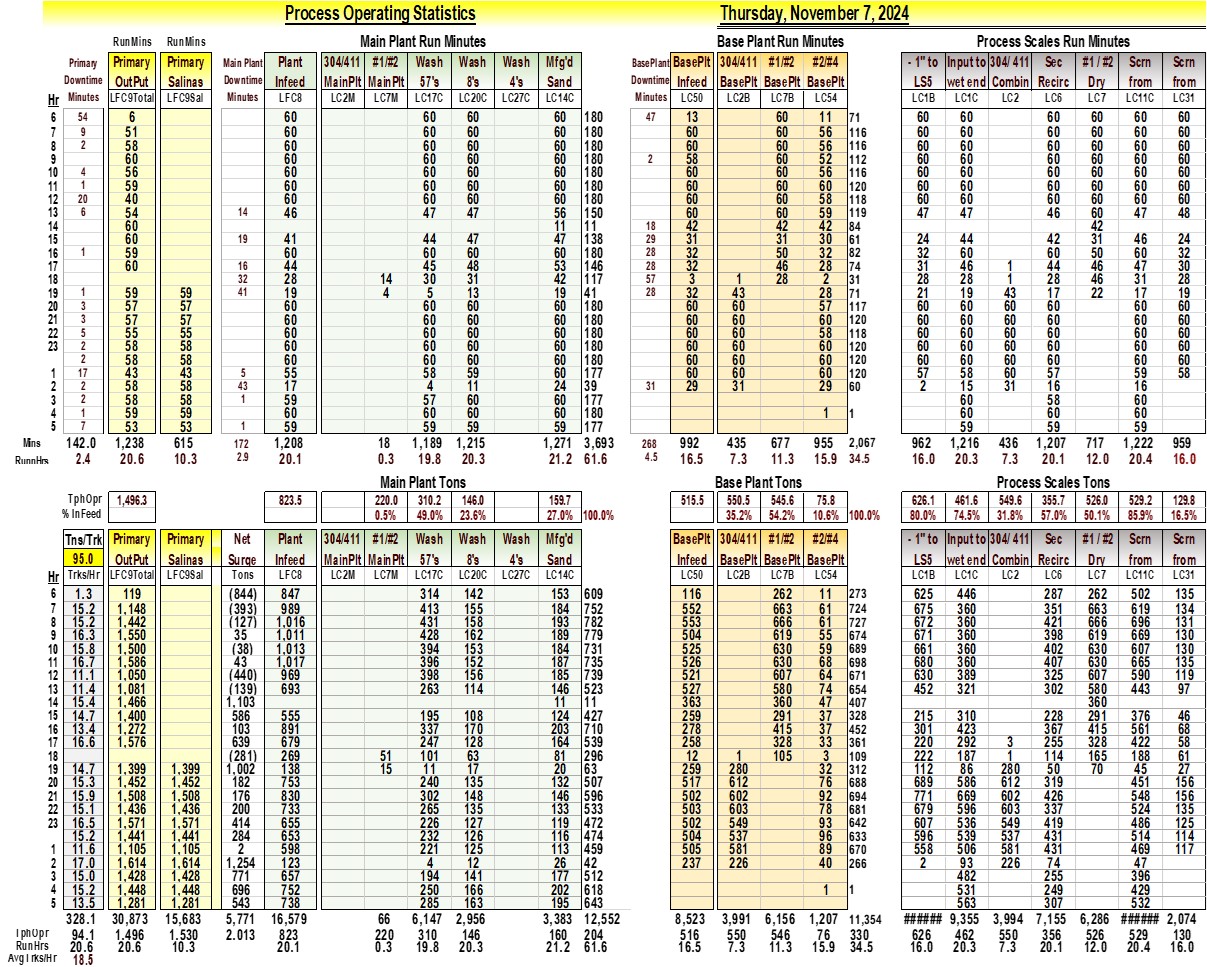 Process Operating Statistics Thursday, November 7, 2024
RunMins RunMins Main Plant Run Minutes Base Plant Run Minutes Process Scales Run Minutes
Primary Primary Primary Main Plant Plant 304/411 #1/#2 Wash Wash Wash Mfg'd BasePlant BasePlt 304/411 #1/#2 #2/#4 - 1" to Input to 304/ 411 Sec #1 / #2 Scrn Scrn
Downtime OutPut Salinas Downtime Infeed MainPlt MainPlt 57's 8's 4's Sand Downtime Infeed BasePlt BasePlt BasePlt LS5 wet end Combin Recirc Dry from from
Hr Minutes LFC9Total LFC9Sal Minutes LFC8 LC2M LC7M LC17C LC20C LC27C LC14C Minutes LC50 LC2B LC7B LC54 LC1B LC1C LC2 LC6 LC7 LC11C LC31
6 54 6 60 60 60 60 180 47 13 60 11 71 60 60 60 60 60 60
7 9 51 60 60 60 60 180 60 60 56 116 60 60 60 60 60 60
8 2 58 60 60 60 60 180 60 60 56 116 60 60 60 60 60 60
9 60 60 60 60 60 180 2 58 60 52 112 60 60 60 60 60 60
10 4 56 60 60 60 60 180 60 60 56 116 60 60 60 60 60 60
11 1 59 60 60 60 60 180 60 60 60 120 60 60 60 60 60 60
12 20 40 60 60 60 60 180 60 60 58 118 60 60 60 60 60 60
13 6 54 14 46 47 47 56 150 60 60 59 119 47 47 46 60 47 48
14 60 11 11 18 42 42 42 84 42
15 60 19 41 44 47 47 138 29 31 31 30 61 24 44 42 31 46 24
16 1 59 60 60 60 60 180 28 32 50 32 82 32 60 60 50 60 32
17 60 16 44 45 48 53 146 28 32 46 28 74 31 46 1 44 46 47 30
18 32 28 14 30 31 42 117 57 3 1 28 2 31 28 28 1 28 46 31 28
19 1 59 59 41 19 4 5 13 19 41 28 32 43 28 71 21 19 43 17 22 17 19
20 3 57 57 60 60 60 60 180 60 60 57 117 60 60 60 60 60 60
21 3 57 57 60 60 60 60 180 60 60 60 120 60 60 60 60 60 60
22 5 55 55 60 60 60 60 180 60 60 58 118 60 60 60 60 60 60
23 2 58 58 60 60 60 60 180 60 60 60 120 60 60 60 60 60 60
2 58 58 60 60 60 60 180 60 60 60 120 60 60 60 60 60 60
1 17 43 43 5 55 58 59 60 177 60 60 60 120 57 58 60 57 59 58
2 2 58 58 43 17 4 11 24 39 31 29 31 29 60 2 15 31 16 16
3 2 58 58 1 59 57 60 60 177 60 58 60
4 1 59 59 60 60 60 60 180 1 1 60 60 60
5 7 53 53 1 59 59 59 59 177 59 59 59
Mins 142.0 1,238 615 172 1,208 18 1,189 1,215 1,271 3,693 268 992 435 677 955 2,067 962 1,216 436 1,207 717 1,222 959
RunnHrs 2.4 20.6 10.3 2.9 20.1 0.3 19.8 20.3 21.2 61.6 4.5 16.5 7.3 11.3 15.9 34.5 16.0 20.3 7.3 20.1 12.0 20.4 16.0
Main Plant Tons Base Plant Tons Process Scales Tons
TphOpr 1,496.3 823.5 220.0 310.2 146.0 159.7 515.5 550.5 545.6 75.8 626.1 461.6 549.6 355.7 526.0 529.2 129.8
% InFeed 0.5% 49.0% 23.6% 27.0% 100.0% 35.2% 54.2% 10.6% 100.0% 80.0% 74.5% 31.8% 57.0% 50.1% 85.9% 16.5%
Tns/Trk Primary Primary Net Plant 304/411 #1/#2 Wash Wash Wash Mfg'd BasePlt 304/411 #1/#2 #2/#4 - 1" to Input to 304/ 411 Sec #1 / #2 Scrn Scrn
95.0 OutPut Salinas Surge Infeed MainPlt MainPlt 57's 8's 4's Sand Infeed BasePlt BasePlt BasePlt LS5 wet end Combin Recirc Dry from from
Hr Trks/Hr LFC9Total LFC9Sal Tons LFC8 LC2M LC7M LC17C LC20C LC27C LC14C LC50 LC2B LC7B LC54 LC1B LC1C LC2 LC6 LC7 LC11C LC31
6 1.3 119 (844) 847 314 142 153 609 116 262 11 273 625 446 287 262 502 135
7 15.2 1,148 (393) 989 413 155 184 752 552 663 61 724 675 360 351 663 619 134
8 15.2 1,442 (127) 1,016 431 158 193 782 553 666 61 727 672 360 421 666 696 131
9 16.3 1,550 35 1,011 428 162 189 779 504 619 55 674 671 360 398 619 669 130
10 15.8 1,500 (38) 1,013 394 153 184 731 525 630 59 689 661 360 402 630 607 130
11 16.7 1,586 43 1,017 396 152 187 735 526 630 68 698 680 360 407 630 665 135
12 11.1 1,050 (440) 969 398 156 185 739 521 607 64 671 630 389 325 607 590 119
13 11.4 1,081 (139) 693 263 114 146 523 527 580 74 654 452 321 302 580 443 97
14 15.4 1,466 1,103 11 11 363 360 47 407 360
15 14.7 1,400 586 555 195 108 124 427 259 291 37 328 215 310 228 291 376 46
16 13.4 1,272 103 891 337 170 203 710 278 415 37 452 301 423 367 415 561 68
17 16.6 1,576 639 679 247 128 164 539 258 328 33 361 220 292 3 255 328 422 58
18 (281) 269 51 101 63 81 296 12 1 105 3 109 222 187 1 114 165 188 61
19 14.7 1,399 1,399 1,002 138 15 11 17 20 63 259 280 32 312 112 86 280 50 70 45 27
20 15.3 1,452 1,452 182 753 240 135 132 507 517 612 76 688 689 586 612 319 451 156
21 15.9 1,508 1,508 176 830 302 148 146 596 502 602 92 694 771 669 602 426 548 156
22 15.1 1,436 1,436 200 733 265 135 133 533 503 603 78 681 679 596 603 337 524 135
23 16.5 1,571 1,571 414 655 226 127 119 472 502 549 93 642 607 536 549 419 486 125
15.2 1,441 1,441 284 653 232 126 116 474 504 537 96 633 596 539 537 431 514 114
1 11.6 1,105 1,105 2 598 221 125 113 459 505 581 89 670 558 506 581 431 469 117
2 17.0 1,614 1,614 1,254 123 4 12 26 42 237 226 40 266 2 93 226 74 47
3 15.0 1,428 1,428 771 657 194 141 177 512 482 255 396
4 15.2 1,448 1,448 696 752 250 166 202 618 1 1 531 249 429
5 13.5 1,281 1,281 543 738 285 163 195 643 563 307 532
328.1 30,873 15,683 5,771 16,579 66 6,147 2,956 3,383 12,552 8,523 3,991 6,156 1,207 11,354 ###### 9,355 3,994 7,155 6,286 ###### 2,074
TphOpr 94.1 1,496 1,530 2.013 823 220 310 146 160 204 516 550 546 76 330 626 462 550 356 526 529 130
RunHrs 20.6 20.6 10.3 20.1 0.3 19.8 20.3 21.2 61.6 16.5 7.3 11.3 15.9 34.5 16.0 20.3 7.3 20.1 12.0 20.4 16.0
Avg Trks/Hr 18.5